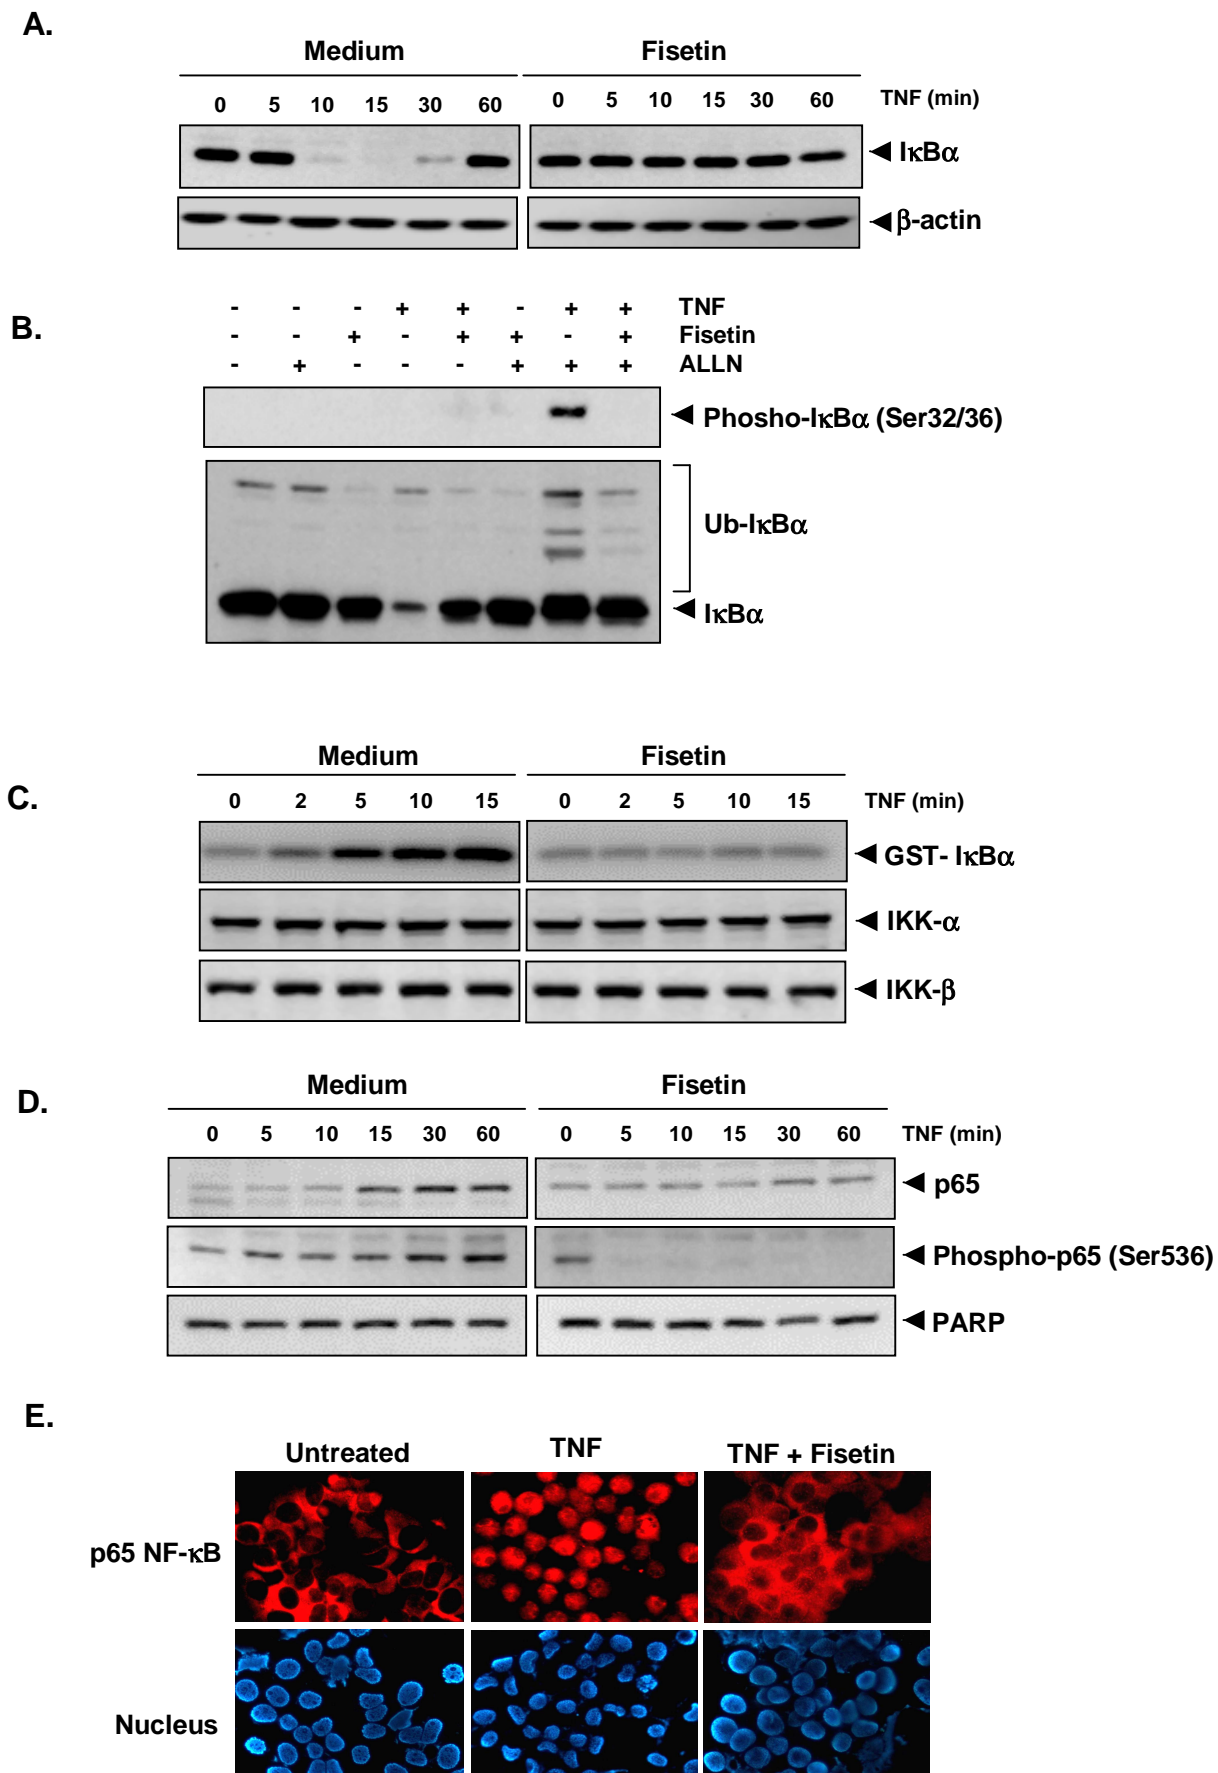 A.
Medium Fisetin
0 5 10 15 30 60 0 5 10 15 30 60 TNF (min)
IκBα
β-actin
B.
- - - + + - + + TNF
- - + - + + - + Fisetin
- + - - - + + + ALLN
Phosho-IκBα (Ser32/36)
Ub-IκBα
IκBα
Medium Fisetin
C.
0 2 5 10 15 0 2 5 10 15 TNF (min)
GST- IκBα
IKK-α
IKK-β
Medium Fisetin
D.
0 5 10 15 30 60 0 5 10 15 30 60 TNF (min)
p65
Phospho-p65 (Ser536)
PARP
E.
Untreated TNF TNF + Fisetin
p65 NF-κB
Nucleus